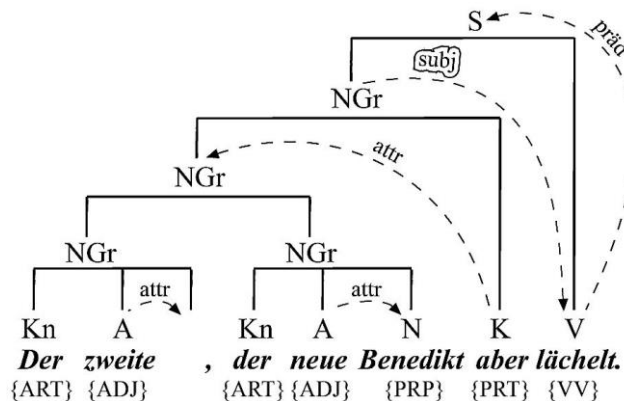 S
präd
subj
NGr
attr
NGr
NGr NGr
attr attr
Kn A Kn A N K V
Der zweite , der neue Benedikt aber lächelt.
{ART} {ADJ} {ART} {ADJ} {PRP} {PRT} {VV}